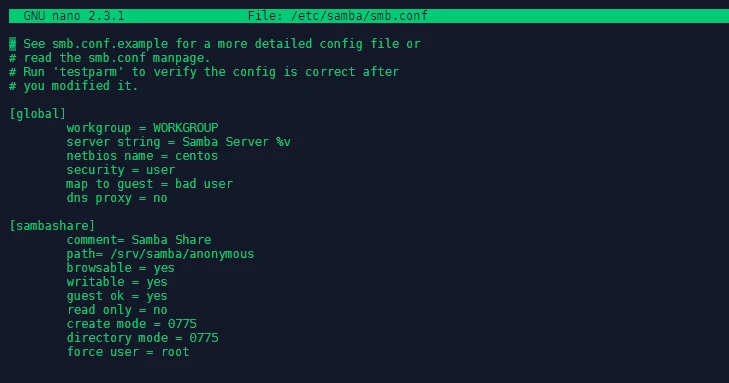 GNU nano 2.3.1 File: /etc/samba/smb.conf
# See smb.conf.example for a more detailed config file or
# read the smb.conf manpage.
# Run 'testparm' to verify the config is correct after
# you modified it.
[global]
workgroup = WORKGROUP
server string = Samba Server %v
netbios name = centos
security = user
map to guest = bad user
dns proxy = no
[sambashare]
comment= Samba Share
path= /srv/samba/anonymous
browsable = yes
writable = yes
guest ok = yes
read only = no
create mode = 0775
directory mode = 0775
force user = root